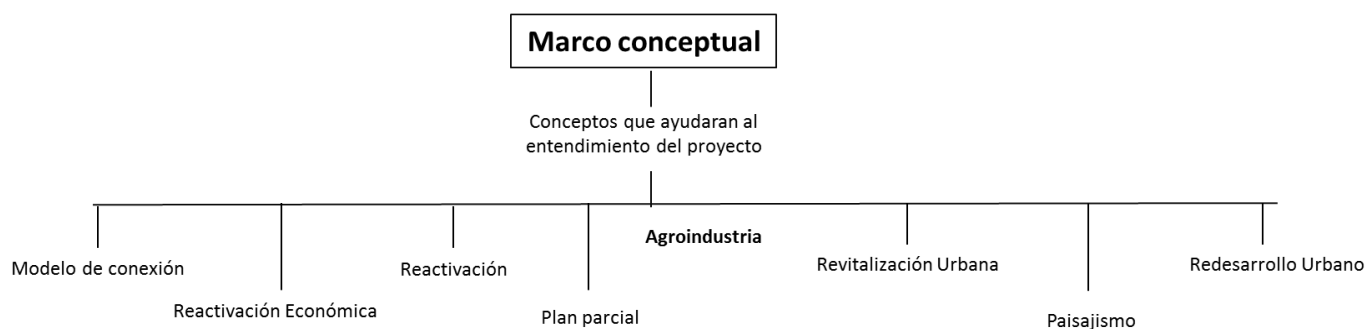 Marco conceptual
Conceptos que ayudaran al
entendimiento del proyecto
Modelo de conexión
Reactivación Económica
Reactivación
Plan parcial
Agroindustria
Revitalización Urbana
Paisajismo
Redesarrollo Urbano